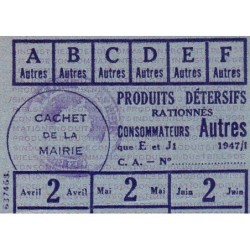 A B C D E F
Autres Autres Autres Autres Autres Autres
PRODUITS DÉTERSIFS
RATIONNÉS
CONSOMMATEURS Autres
que E et J1 1947/1
C. A. - Nº
CACHET
DE LA
MAIRIE
Avril 2 Avril Mai 2 Mai Juin 2 Juin